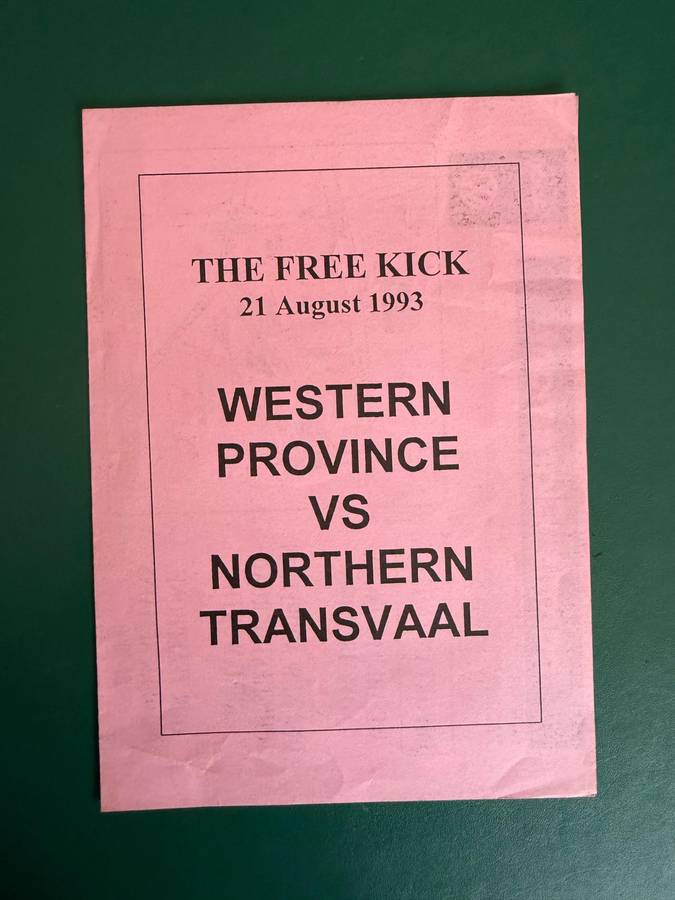 THE FREE KICK
21 August 1993
WESTERN
PROVINCE
VS
NORTHERN
TRANSVAAL